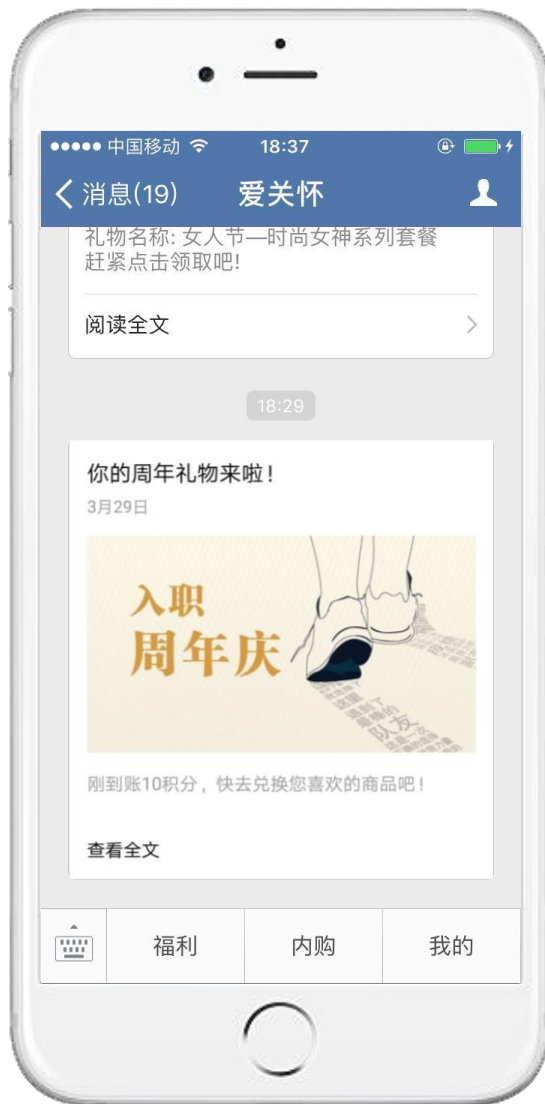 中国移动 18:37
消息(19) 爱关怀
礼物名称: 女人节—时尚女神系列套餐
赶紧点击领取吧!
阅读全文
18:29
你的周年礼物来啦!
3月29日
入职
周年庆
队友
刚到账10积分，快去兑换您喜欢的商品吧!
查看全文
福利 内购 我的